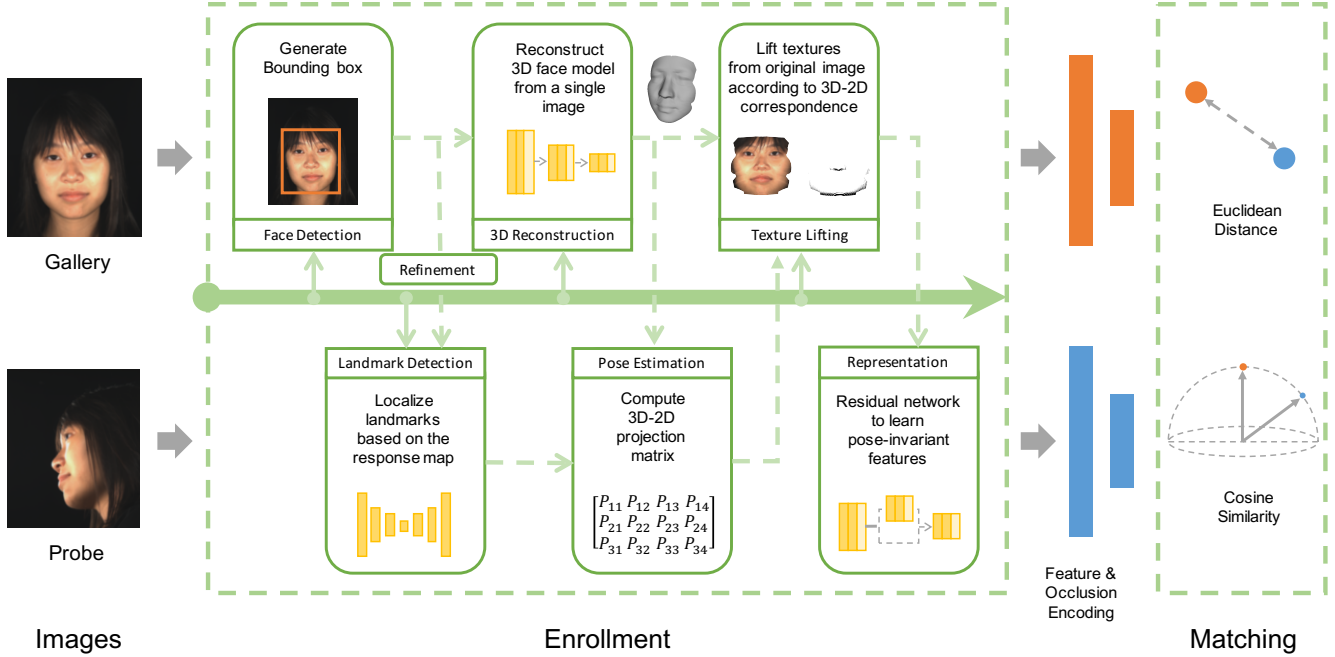 Generate
Bounding box
Face Detection
Reconstruct
3D face model
from a single
image
3D Reconstruction
Lift textures
from original image
according to 3D-2D
correspondence
Texture Lifting
Gallery
Refinement
Euclidean
Distance
Landmark Detection
Localize
landmarks
based on the
response map
Pose Estimation
Compute
3D-2D
projection
matrix
P₁₁ P₁₂ P₁₃ P₁₄
P₂₁ P₂₂ P₂₃ P₂₄
P₃₁ P₃₂ P₃₃ P₃₄
Representation
Residual network
to learn
pose-invariant
features
Cosine
Similarity
Probe
Feature &
Occlusion
Encoding
Images
Enrollment
Matching